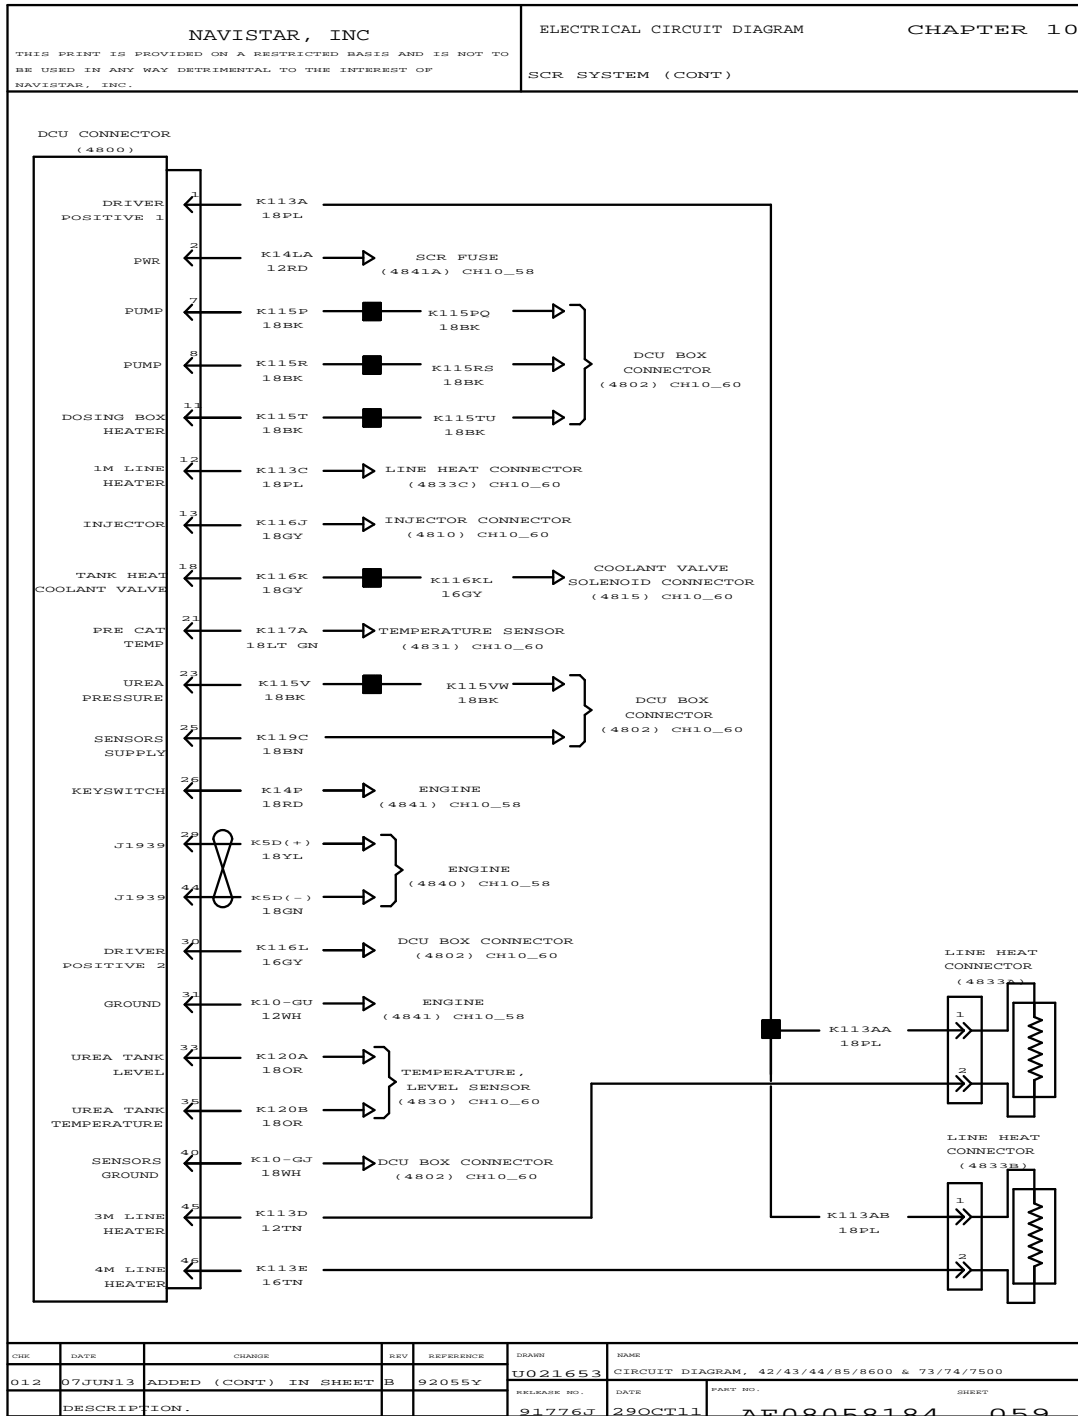 NAVISTAR, INC
THIS PRINT IS PROVIDED ON A RESTRICTED BASIS AND IS NOT TO
BE USED IN ANY WAY DETRIMENTAL TO THE INTEREST OF
NAVISTAR, INC.
ELECTRICAL CIRCUIT DIAGRAM
CHAPTER 10
SCR SYSTEM (CONT)
DCU CONNECTOR
(4800)
DRIVER
POSITIVE 1
1
K113A
18PL
PWR
2
K14LA
12RD
SCR FUSE
(4841A) CH10_58
PUMP
7
K115P
18BK
K115PQ
18BK
PUMP
8
K115R
18BK
K115RS
18BK
DCU BOX
CONNECTOR
(4802) CH10_60
DOSING BOX
HEATER
11
K115T
18BK
K115TU
18BK
1M LINE
HEATER
12
K113C
18PL
LINE HEAT CONNECTOR
(4833C) CH10_60
INJECTOR
13
K116J
18GY
INJECTOR CONNECTOR
(4810) CH10_60
TANK HEAT
COOLANT VALVE
18
K116K
18GY
K116KL
16GY
COOLANT VALVE
SOLENOID CONNECTOR
(4815) CH10_60
PRE CAT
TEMP
21
K117A
18LT GN
TEMPERATURE SENSOR
(4831) CH10_60
UREA
PRESSURE
23
K115V
18BK
K115VW
18BK
DCU BOX
CONNECTOR
(4802) CH10_60
SENSORS
SUPPLY
25
K119C
18BN
KEYSWITCH
26
K14P
18RD
ENGINE
(4841) CH10_58
J1939
29
K5D(+)
18YL
ENGINE
(4840) CH10_58
J1939
44
K5D(-)
18GN
DRIVER
POSITIVE 2
30
K116L
16GY
DCU BOX CONNECTOR
(4802) CH10_60
GROUND
31
K10-GU
12WH
ENGINE
(4841) CH10_58
UREA TANK
LEVEL
33
K120A
18OR
TEMPERATURE,
LEVEL SENSOR
(4830) CH10_60
UREA TANK
TEMPERATURE
35
K120B
18OR
SENSORS
GROUND
40
K10-GJ
18WH
DCU BOX CONNECTOR
(4802) CH10_60
3M LINE
HEATER
45
K113D
12TN
4M LINE
HEATER
46
K113E
16TN
LINE HEAT
CONNECTOR
(4833A)
K113AA
18PL
1
2
LINE HEAT
CONNECTOR
(4833B)
K113AB
18PL
1
2
CHK
DATE
CHANGE
REV
REFERENCE
DRAWN
NAME
012
07JUN13
ADDED (CONT) IN SHEET
B
92055Y
U021653
CIRCUIT DIAGRAM, 42/43/44/85/8600 & 73/74/7500
DESCRIPTION.
RELEASE NO.
DATE
PART NO.
SHEET
91776J
29OCT11
AF08058184
059